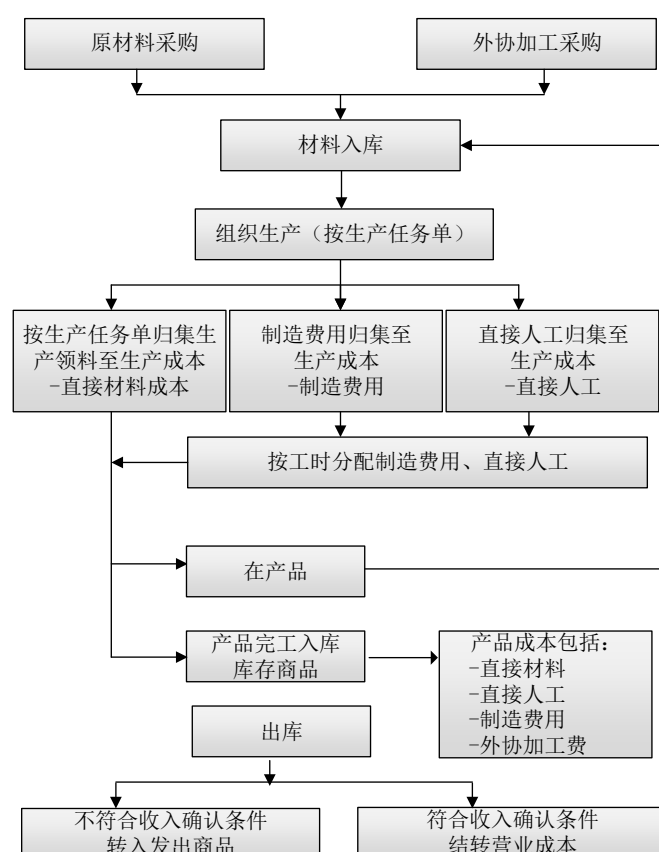 原材料采购
外协加工采购
材料入库
组织生产（按生产任务单）
按生产任务单归集生
产领料至生产成本
-直接材料成本
制造费用归集至
生产成本
-制造费用
直接人工归集至
生产成本
-直接人工
按工时分配制造费用、直接人工
在产品
产品完工入库
库存商品
产品成本包括：
-直接材料
-直接人工
-制造费用
-外协加工费
出库
不符合收入确认条件
转入发出商品
符合收入确认条件
结转营业成本